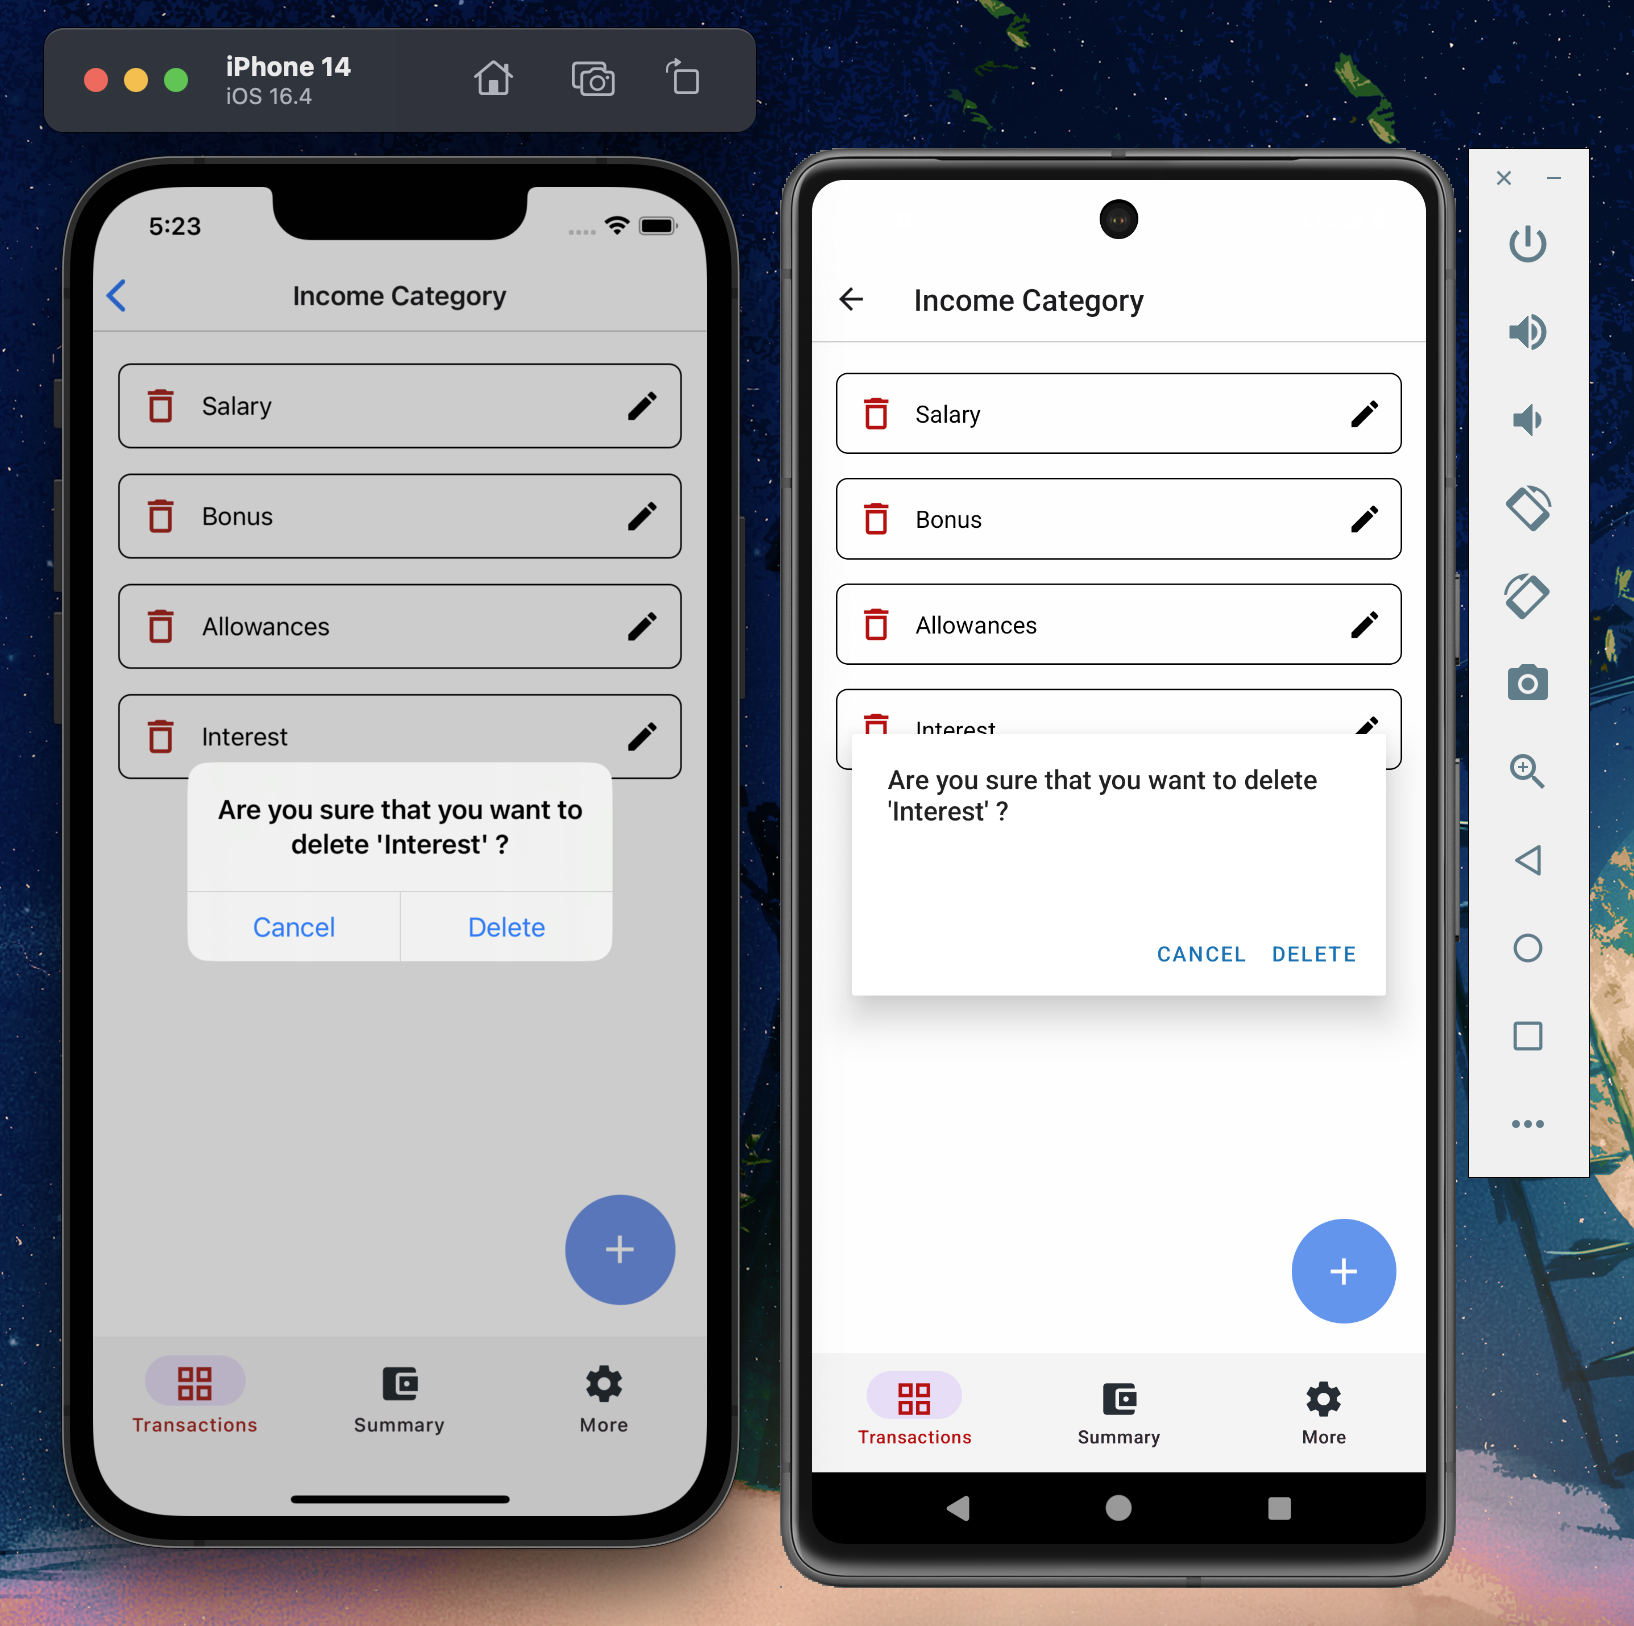 iPhone 14
iOS 16.4
5:23
Income Category
Salary
Bonus
Allowances
Interest
Are you sure that you want to
delete 'Interest' ?
Cancel Delete
Transactions Summary More
Income Category
Salary
Bonus
Allowances
Interest
Are you sure that you want to delete
'Interest' ?
CANCEL DELETE
Transactions Summary More